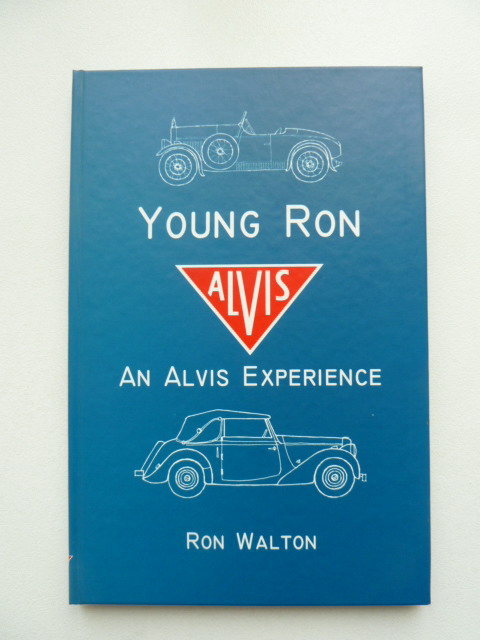 YOUNG RON
ALVIS
AN ALVIS EXPERIENCE
RON WALTON